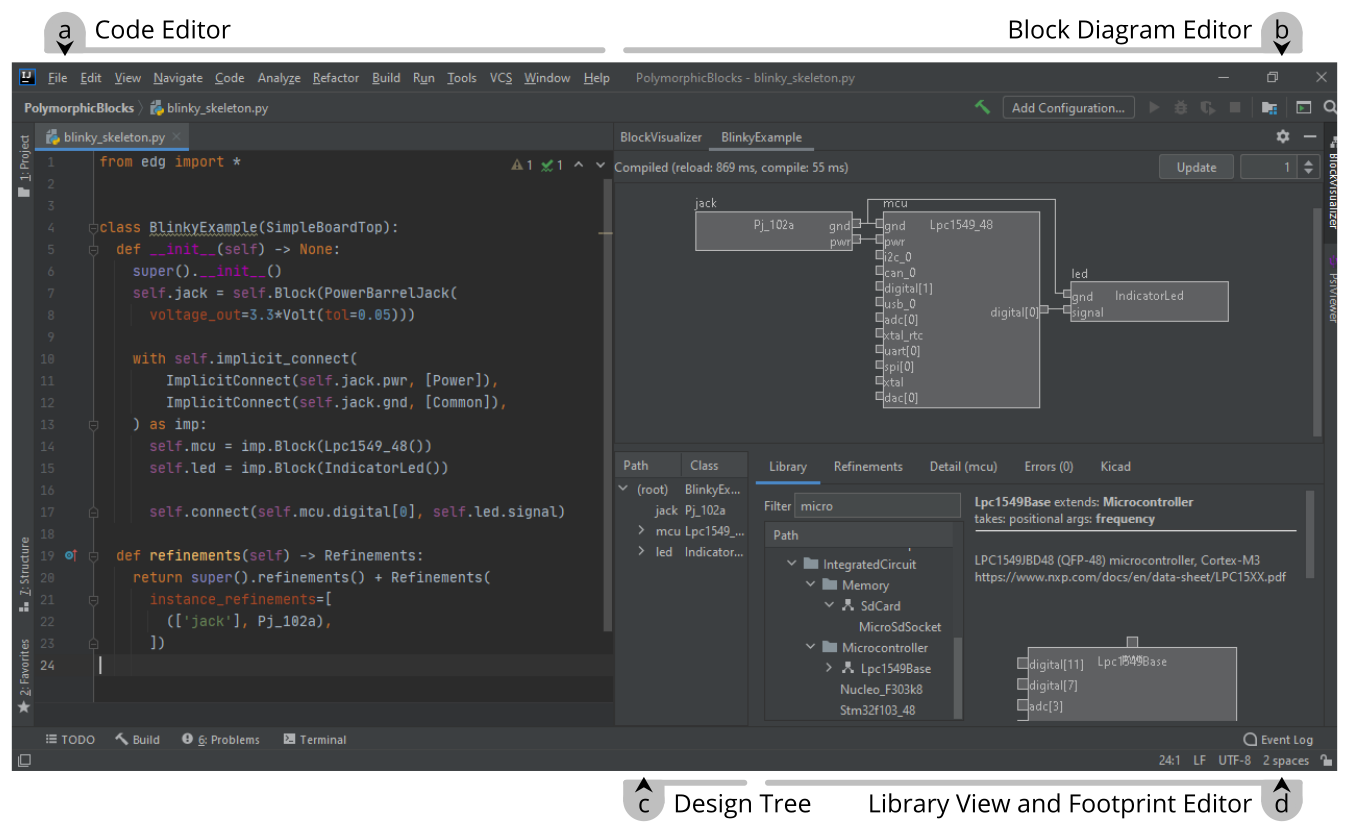 a Code Editor
Block Diagram Editor b
File Edit View Navigate Code Analyze Refactor Build Run Tools VCS Window Help PolymorphicBlocks - blinky_skeleton.py
PolymorphicBlocks blinky_skeleton.py
Add Configuration...
1: Project
Z: Structure
2: Favorites
blinky_skeleton.py
1 from edg import *
1 1
2
3
4 class BlinkyExample(SimpleBoardTop):
5 def __init__(self) -> None:
6 super().__init__()
7 self.jack = self.Block(PowerBarrelJack(
8 voltage_out=3.3*Volt(tol=0.05)))
9
10 with self.implicit_connect(
11 ImplicitConnect(self.jack.pwr, [Power]),
12 ImplicitConnect(self.jack.gnd, [Common]),
13 ) as imp:
14 self.mcu = imp.Block(Lpc1549_48())
15 self.led = imp.Block(IndicatorLed())
16
17 self.connect(self.mcu.digital[0], self.led.signal)
18
19 def refinements(self) -> Refinements:
20 return super().refinements() + Refinements(
21 instance_refinements=[
22 (['jack'], Pj_102a),
23 ])
24
BlockVisualizer BlinkyExample
Compiled (reload: 869 ms, compile: 55 ms)
Update
1
jack
Pj_102a
gnd
pwr
mcu
Lpc1549_48
gnd
pwr
i2c_0
can_0
digital[1]
usb_0
adc[0]
xtal_rtc
uart[0]
spi[0]
xtal
dac[0]
digital[0]
led
IndicatorLed
gnd
signal
BlockVisualizer
PsiViewer
Path Class
(root) BlinkyEx...
jack Pj_102a
mcu Lpc1549_...
led Indicator...
Library Refinements Detail (mcu) Errors (0) Kicad
Filter micro
Path
IntegratedCircuit
Memory
SdCard
MicroSdSocket
Microcontroller
Lpc1549Base
Nucleo_F303k8
Stm32f103_48
Lpc1549Base extends: Microcontroller
takes: positional args: frequency
LPC1549JBD48 (QFP-48) microcontroller, Cortex-M3
https://www.nxp.com/docs/en/data-sheet/LPC15XX.pdf
Lpc1549Base
digital[11]
digital[7]
adc[3]
TODO Build 6: Problems Terminal
Event Log
24:1 LF UTF-8 2 spaces
c Design Tree
Library View and Footprint Editor d